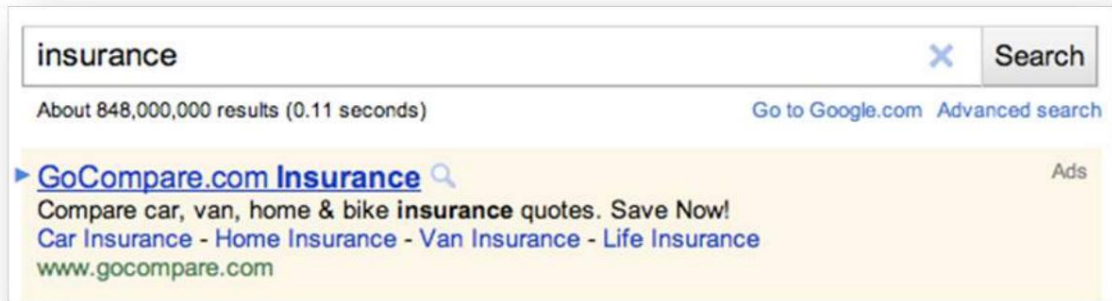 insurance
Search
About 848,000,000 results (0.11 seconds)
Go to Google.com Advanced search
GoCompare.com Insurance
Ads
Compare car, van, home & bike insurance quotes. Save Now!
Car Insurance - Home Insurance - Van Insurance - Life Insurance
www.gocompare.com